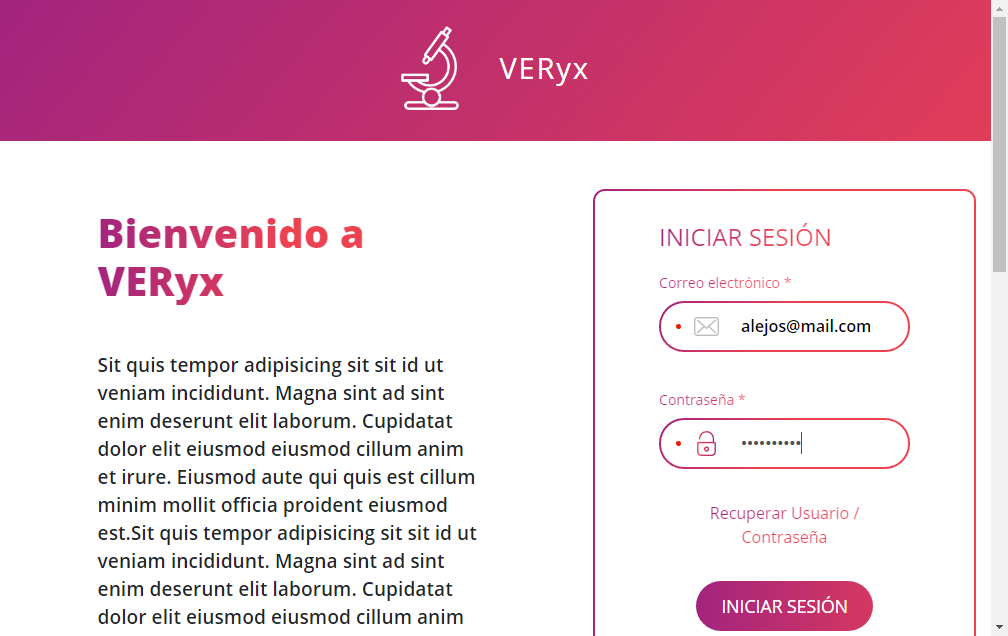 VERyx
Bienvenido a
VERyx
Sit quis tempor adipisicing sit sit id ut
veniam incididunt. Magna sint ad sint
enim deserunt elit laborum. Cupidatat
dolor elit eiusmod eiusmod cillum anim
et irure. Eiusmod aute qui quis est cillum
minim mollit officia proident eiusmod
est.Sit quis tempor adipisicing sit sit id ut
veniam incididunt. Magna sint ad sint
enim deserunt elit laborum. Cupidatat
dolor elit eiusmod eiusmod cillum anim
INICIAR SESIÓN
Correo electrónico *
alejos@mail.com
Contraseña *
••••••••••
Recuperar Usuario /
Contraseña
INICIAR SESIÓN